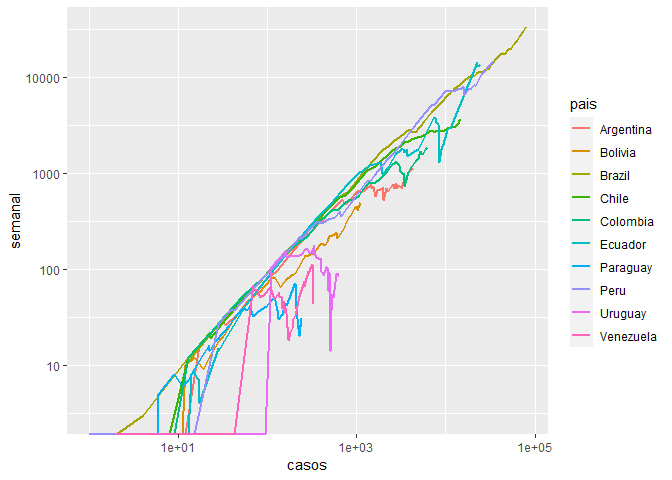 semanal
10000
1000
100
10
1e+01
1e+03
1e+05
casos
pais
Argentina
Bolivia
Brazil
Chile
Colombia
Ecuador
Paraguay
Peru
Uruguay
Venezuela